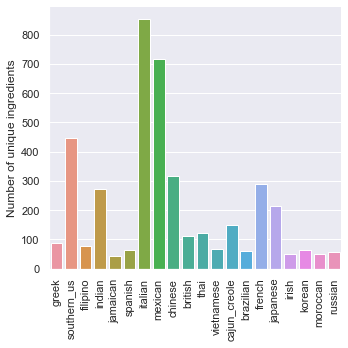 Number of unique ingredients
800
700
600
500
400
300
200
100
0
greek
southern_us
filipino
indian
jamaican
spanish
italian
mexican
chinese
british
thai
vietnamese
cajun_creole
brazilian
french
japanese
irish
korean
moroccan
russian